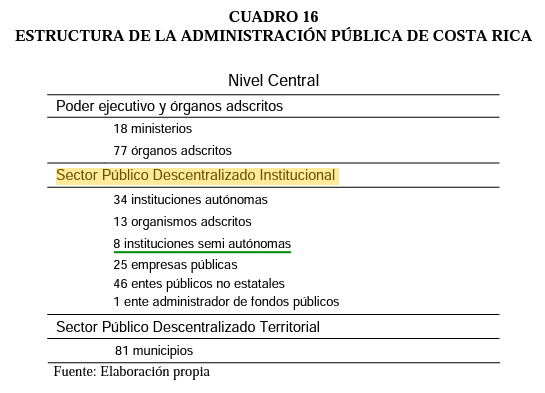 CUADRO 16
ESTRUCTURA DE LA ADMINISTRACIÓN PÚBLICA DE COSTA RICA
Nivel Central
Poder ejecutivo y órganos adscritos
18 ministerios
77 órganos adscritos
Sector Público Descentralizado Institucional
34 instituciones autónomas
13 organismos adscritos
8 instituciones semi autónomas
25 empresas públicas
46 entes públicos no estatales
1 ente administrador de fondos públicos
Sector Público Descentralizado Territorial
81 municipios
Fuente: Elaboración propia